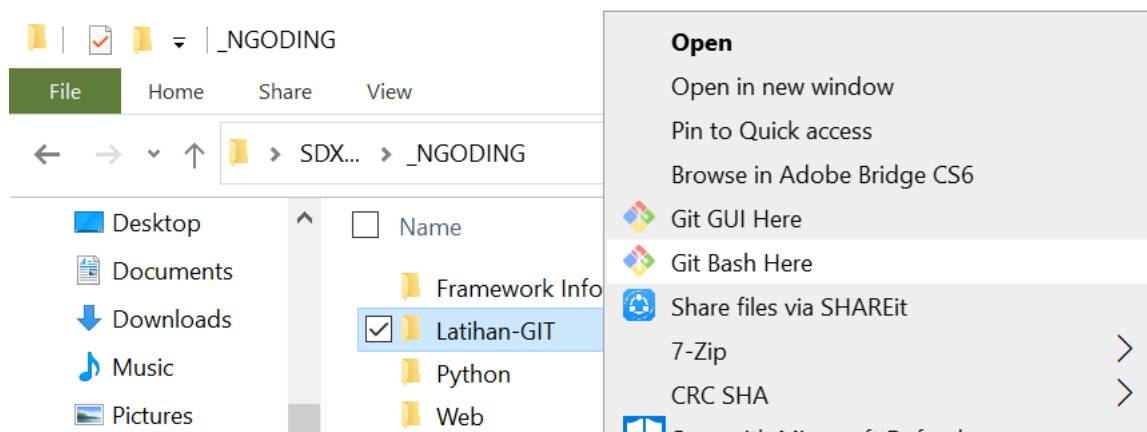 _NGODING
File Home Share View
SDX... _NGODING
Desktop
Documents
Downloads
Music
Pictures
Name
Framework Info
Latihan-GIT
Python
Web
Open
Open in new window
Pin to Quick access
Browse in Adobe Bridge CS6
Git GUI Here
Git Bash Here
Share files via SHAREit
7-Zip
CRC SHA